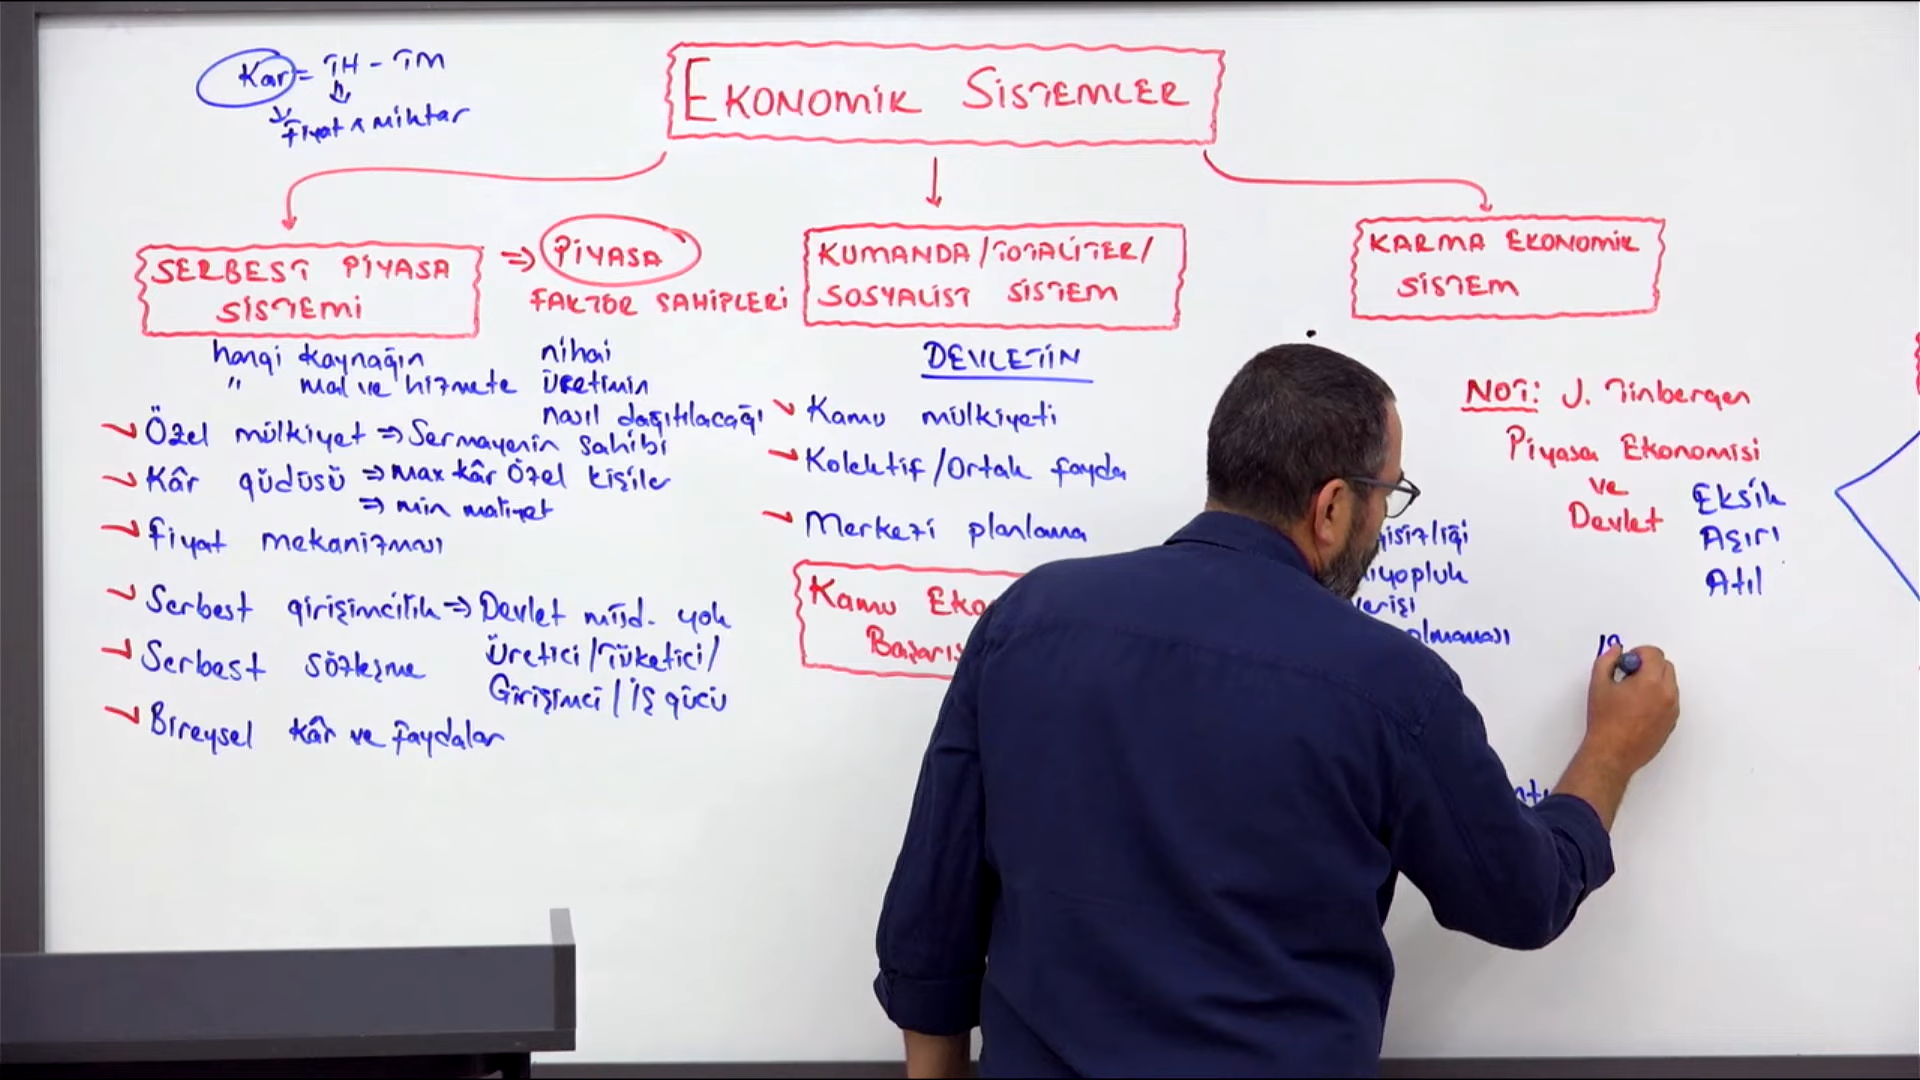 Kar = TH - TM
Fiyat x miktar
EKONOMİK SİSTEMLER
SERBEST PİYASA
SİSTEMİ
⇒ PİYASA
FAKTÖR SAHİPLERİ
hangi kaynağın
" mal ve hizmete
nihai
üretimin
nasıl dağıtılacağı
Özel mülkiyet ⇒ Sermayenin sahibi
Kâr güdüsü ⇒ max kâr Özel kişiler
⇒ min maliyet
Fiyat mekanizması
Serbest girişimcilik ⇒ Devlet müd. yok
Serbest sözleşme
Üretici / Tüketici /
Girişimci / İş gücü
Bireysel kâr ve faydalar
KUMANDA / TOTALİTER /
SOSYALİST SİSTEM
DEVLETİN
Kamu mülkiyeti
Kolektif / Ortak fayda
Merkezi planlama
Kamu Eko
Başarıs
KARMA EKONOMİK
SİSTEM
NOT: J. Tinbergen
Piyasa Ekonomisi
ve
Devlet
Eksik
Aşırı
Atıl
olmaması